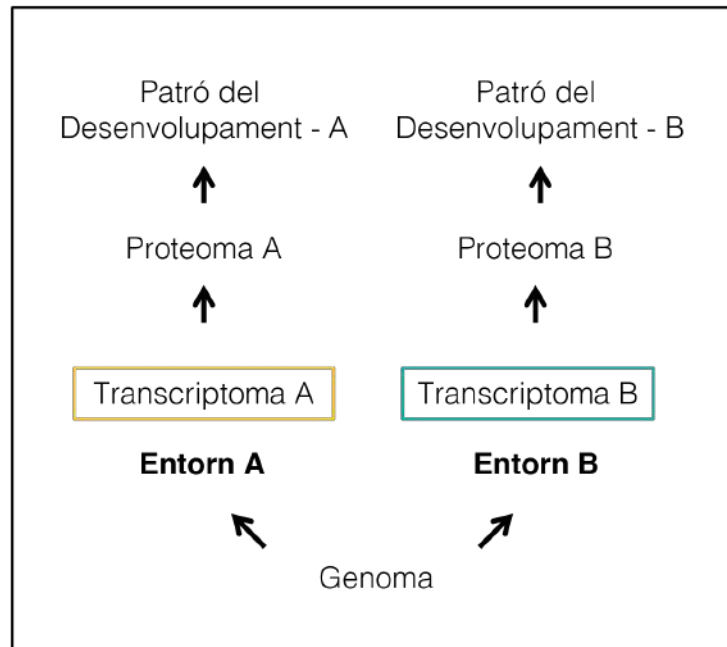 Patró del
Desenvolupament - A
Patró del
Desenvolupament - B
Proteoma A
Proteoma B
Transcriptoma A
Transcriptoma B
Entorn A
Entorn B
Genoma